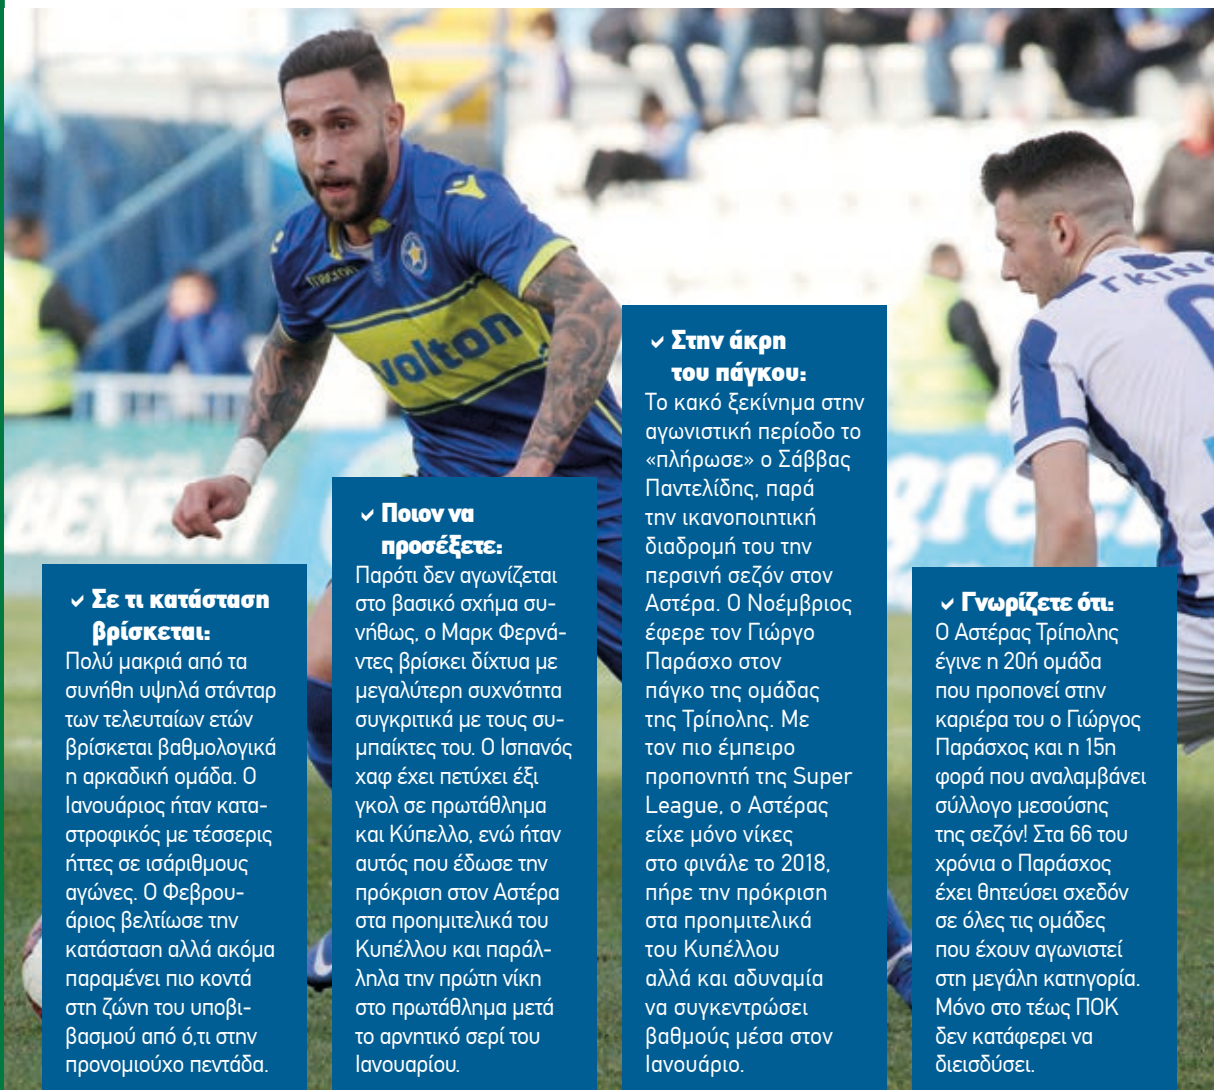 macron
volton
ΓΚΙΝ
BENE
gree
Στην άκρη
του πάγκου:
Το κακό ξεκίνημα στην
αγωνιστική περίοδο το
«πλήρωσε» ο Σάββας
Παντελίδης, παρά
την ικανοποιητική
διαδρομή του την
περσινή σεζόν στον
Αστέρα. Ο Νοέμβριος
έφερε τον Γιώργο
Παράσχο στον
πάγκο της ομάδας
της Τρίπολης. Με
τον πιο έμπειρο
προπονητή της Super
League, ο Αστέρας
είχε μόνο νίκες
στο φινάλε το 2018,
πήρε την πρόκριση
στα προημιτελικά
του Κυπέλλου
αλλά και αδυναμία
να συγκεντρώσει
βαθμούς μέσα στον
Ιανουάριο.
Ποιον να
προσέξετε:
Παρότι δεν αγωνίζεται
στο βασικό σχήμα συ-
νήθως, ο Μαρκ Φερνά-
ντες βρίσκει δίχτυα με
μεγαλύτερη συχνότητα
συγκριτικά με τους συ-
μπαίκτες του. Ο Ισπανός
χαφ έχει πετύχει έξι
γκολ σε πρωτάθλημα
και Κύπελλο, ενώ ήταν
αυτός που έδωσε την
πρόκριση στον Αστέρα
στα προημιτελικά του
Κυπέλλου και παράλ-
ληλα την πρώτη νίκη
στο πρωτάθλημα μετά
το αρνητικό σερί του
Ιανουαρίου.
Σε τι κατάσταση
βρίσκεται:
Πολύ μακριά από τα
συνήθη υψηλά στάνταρ
των τελευταίων ετών
βρίσκεται βαθμολογικά
η αρκαδική ομάδα. Ο
Ιανουάριος ήταν κατα-
στροφικός με τέσσερις
ήττες σε ισάριθμους
αγώνες. Ο Φεβρου-
άριος βελτίωσε την
κατάσταση αλλά ακόμα
παραμένει πιο κοντά
στη ζώνη του υποβι-
βασμού από ό,τι στην
προνομιούχο πεντάδα.
Γνωρίζετε ότι:
Ο Αστέρας Τρίπολης
έγινε η 20ή ομάδα
που προπονεί στην
καριέρα του ο Γιώργος
Παράσχος και η 15η
φορά που αναλαμβάνει
σύλλογο μεσούσης
της σεζόν! Στα 66 του
χρόνια ο Παράσχος
έχει θητεύσει σχεδόν
σε όλες τις ομάδες
που έχουν αγωνιστεί
στη μεγάλη κατηγορία.
Μόνο στο τέως ΠΟΚ
δεν κατάφερει να
διεισδύσει.